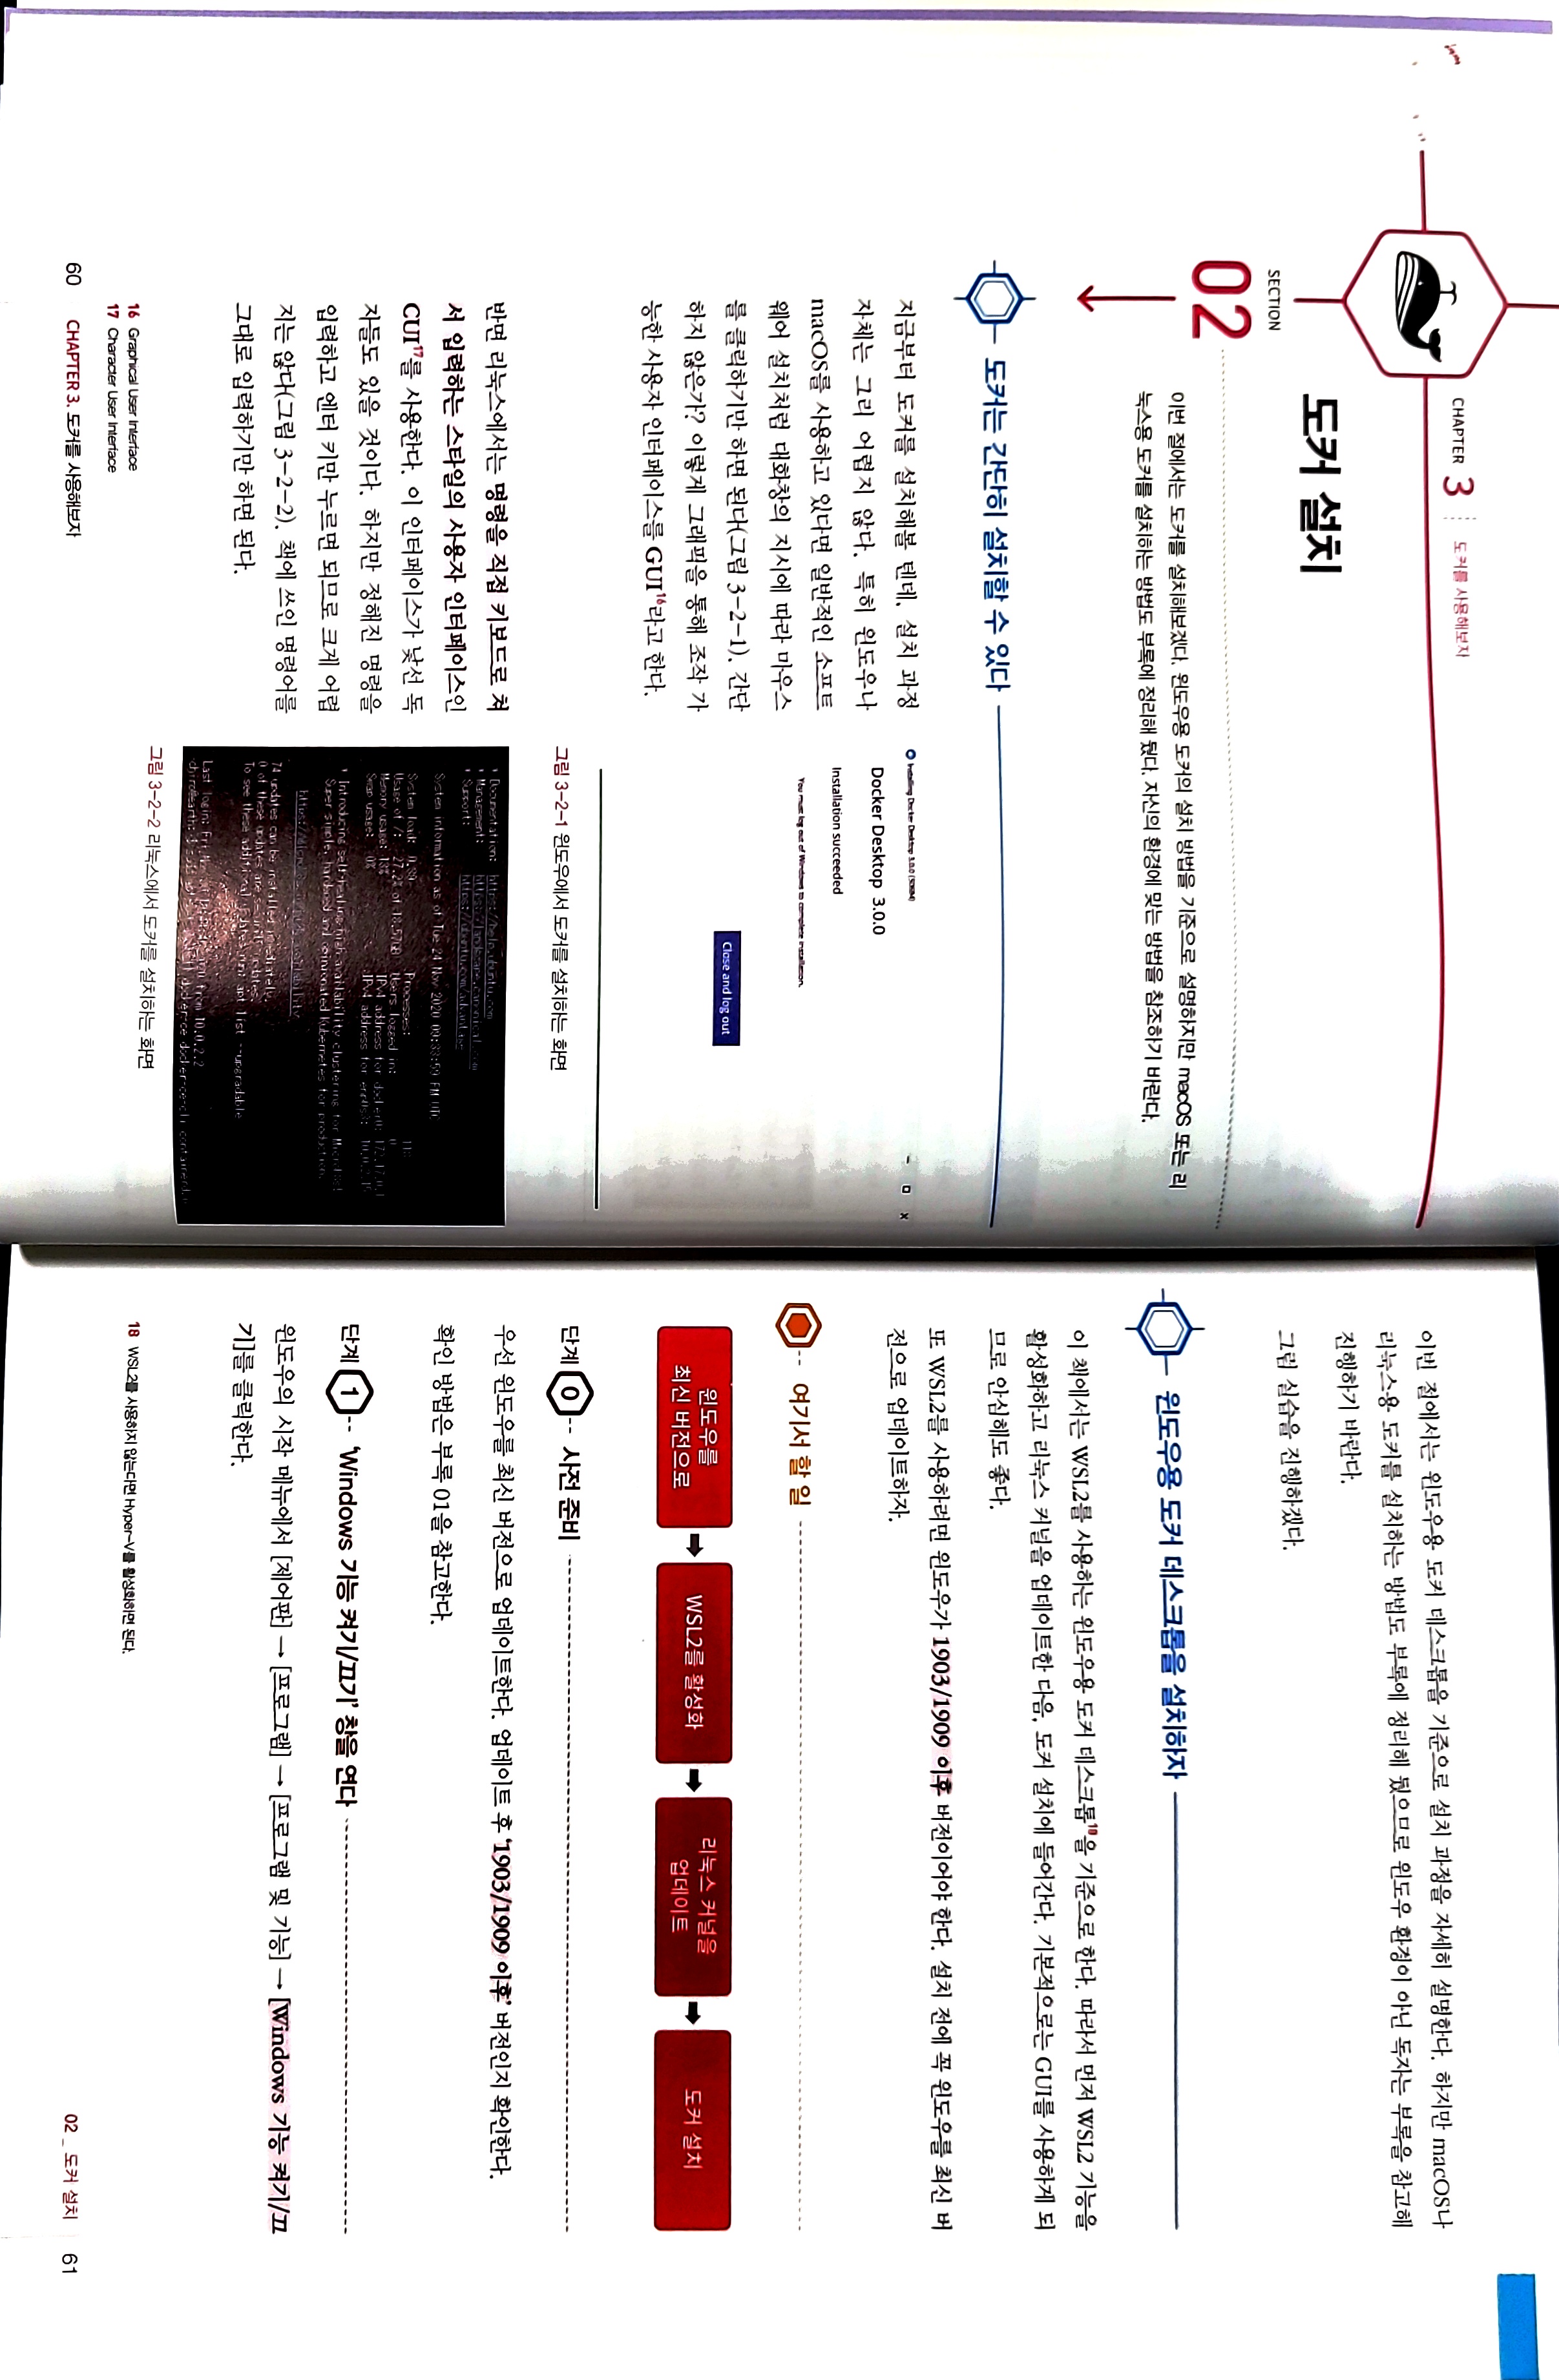 CHAPTER 3 도커를 사용해보자
도커 설치
SECTION
02
이번 절에서는 도커를 설치해보겠다. 윈도우용 도커의 설치 방법을 기준으로 설명하지만 macOS 또는 리
눅스용 도커를 설치하는 방법도 부록에 정리해 뒀다. 자신의 환경에 맞는 방법을 참조하기 바란다.
도커는 간단히 설치할 수 있다
지금부터 도커를 설치해볼 텐데, 설치 과정
자체는 그리 어렵지 않다. 특히 윈도우나
macOS를 사용하고 있다면 일반적인 소프트
웨어 설치처럼 대화창의 지시에 따라 마우스
를 클릭하기만 하면 된다(그림 3-2-1). 간단
하지 않은가? 이렇게 그래픽을 통해 조작 가
능한 사용자 인터페이스를 GUI16라고 한다.
Installing Docker Desktop 3.0.0 (50684)
Docker Desktop 3.0.0
Installation succeeded
You must log out of Windows to complete installation.
Close and log out
그림 3-2-1 윈도우에서 도커를 설치하는 화면
반면 리눅스에서는 명령을 직접 키보드로 쳐
서 입력하는 스타일의 사용자 인터페이스인
CUI17를 사용한다. 이 인터페이스가 낯선 독
자들도 있을 것이다. 하지만 정해진 명령을
입력하고 엔터 키만 누르면 되므로 크게 어렵
지는 않다(그림 3-2-2). 책에 쓰인 명령어를
그대로 입력하기만 하면 된다.
* Documentation: https://help.ubuntu.com
* Management: https://landscape.canonical.com
* Support: https://ubuntu.com/advantage
System information as of Tue 24 Nov 2020 09:33:59 PM UTC
System load: 0.89 Processes:
Usage of /: 27.2% of 18.57GB Users logged in: 0
Memory usage: 13% IPv4 address for docker0: 172.17.0.1
Swap usage: 0% IPv4 address for enp0s3: 10.0.2.15
* Introducing self-healing high availability clustering for MicroK8s!
Super simple, hardened and opinionated Kubernetes for production.
74 updates can be installed immediately.
0 of these updates are security updates.
To see these additional updates run: apt list --upgradable
Last login: Fri from 10.0.2.2
docker-ce docker-ce-cli containerd.
그림 3-2-2 리눅스에서 도커를 설치하는 화면
16 Graphical User Interface
17 Character User Interface
60 CHAPTER 3. 도커를 사용해보자
이번 절에서는 윈도우용 도커 데스크톱을 기준으로 설치 과정을 자세히 설명한다. 하지만 macOS나
리눅스용 도커를 설치하는 방법도 부록에 정리해 뒀으므로 윈도우 환경이 아닌 독자는 부록을 참고해
진행하기 바란다.
그럼 실습을 진행하겠다.
윈도우용 도커 데스크톱을 설치하자
이 책에서는 WSL2를 사용하는 윈도우용 도커 데스크톱18을 기준으로 한다. 따라서 먼저 WSL2 기능을
활성화하고 리눅스 커널을 업데이트한 다음, 도커 설치에 들어간다. 기본적으로는 GUI를 사용하게 되
므로 안심해도 좋다.
또 WSL2를 사용하려면 윈도우가 1903/1909 이후 버전이어야 한다. 설치 전에 꼭 윈도우를 최신 버
전으로 업데이트하자.
여기서 할 일
윈도우를
최신 버전으로
➡
WSL2를 활성화
➡
리눅스 커널을
업데이트
➡
도커 설치
단계 0 사전 준비
우선 윈도우를 최신 버전으로 업데이트한다. 업데이트 후 ‘1903/1909 이후’ 버전인지 확인한다.
확인 방법은 부록 01을 참고한다.
단계 1 ‘Windows 기능 켜기/끄기’ 창을 연다
윈도우의 시작 메뉴에서 [제어판] → [프로그램] → [프로그램 및 기능] → [Windows 기능 켜기/끄
기]를 클릭한다.
18 WSL2를 사용하지 않는다면 Hyper-V를 활성화하면 된다.
02 _ 도커 설치 61